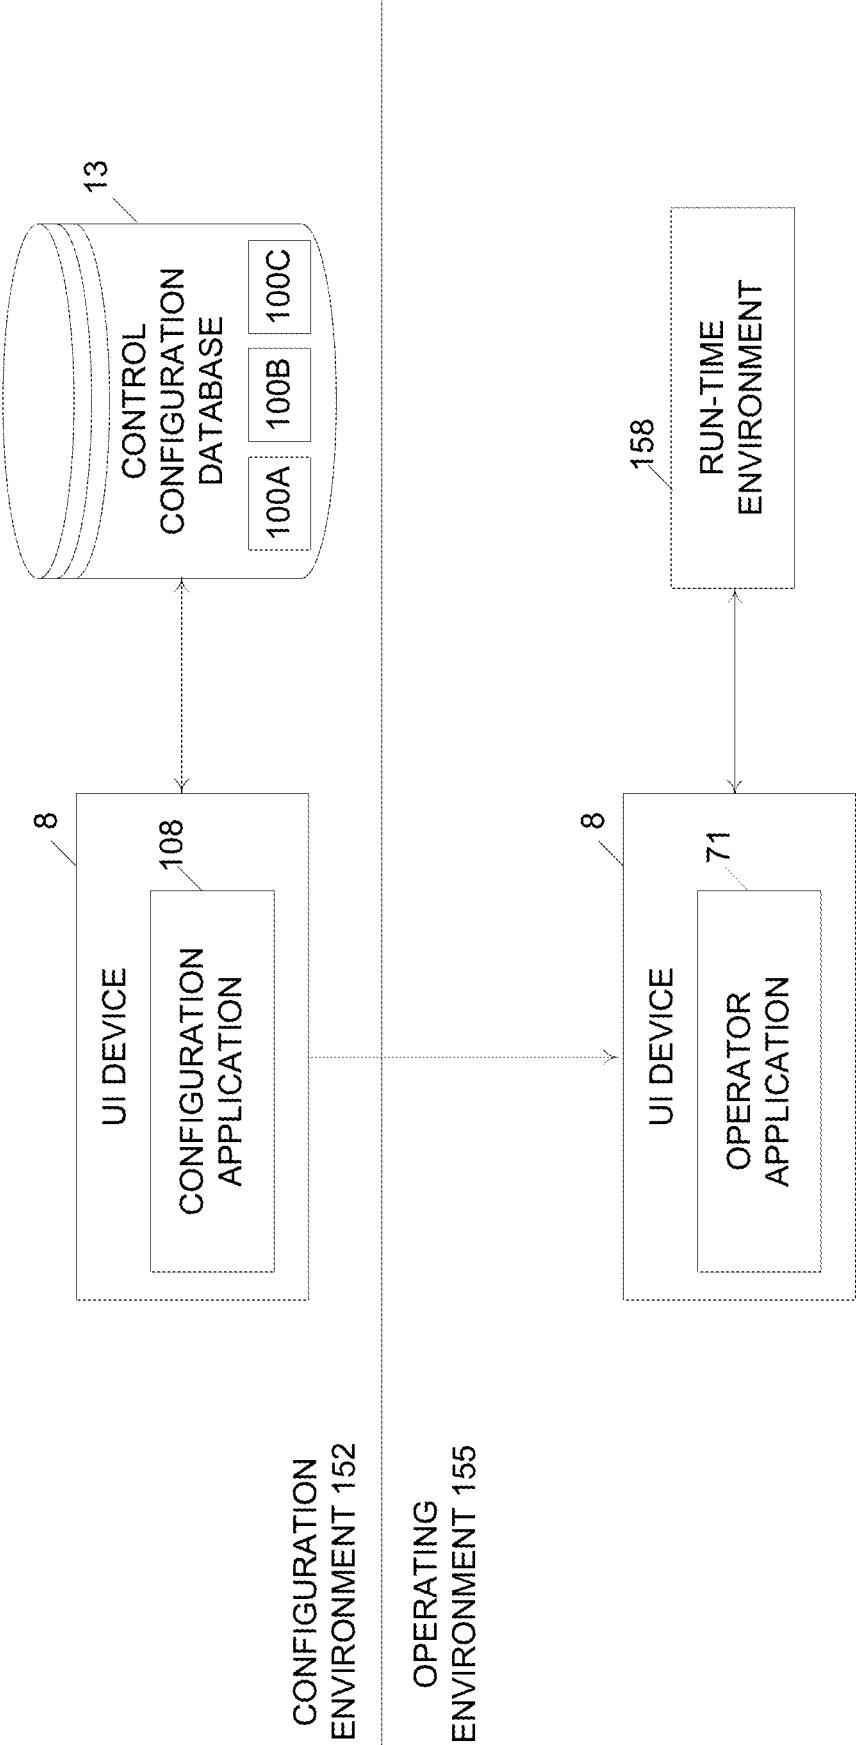 CONFIGURATION
ENVIRONMENT 152
UI DEVICE
8
CONFIGURATION
APPLICATION
108
13
CONTROL
CONFIGURATION
DATABASE
100A
100B
100C
OPERATING
ENVIRONMENT 155
UI DEVICE
8
OPERATOR
APPLICATION
71
158
RUN-TIME
ENVIRONMENT